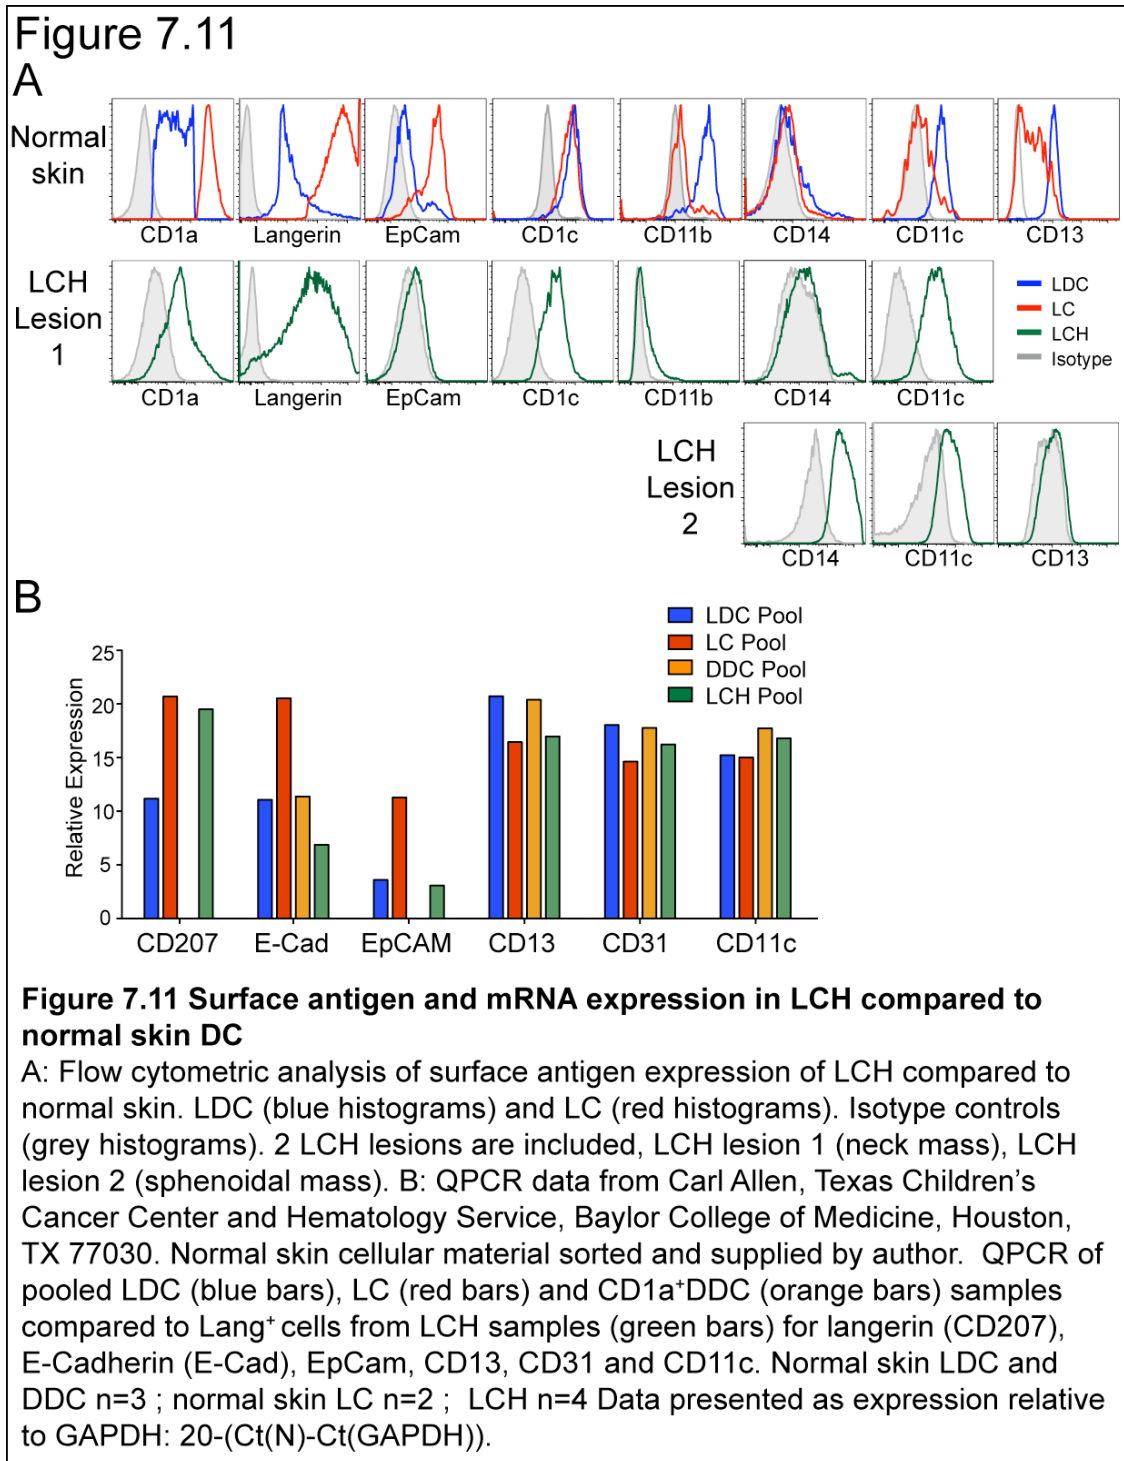 Figure 7.11
A
Normal
skin
CD1a Langerin EpCam CD1c CD11b CD14 CD11c CD13
LCH
Lesion
1
CD1a Langerin EpCam CD1c CD11b CD14 CD11c
LDC
LC
LCH
Isotype
LCH
Lesion
2
CD14 CD11c CD13
B
LDC Pool
LC Pool
DDC Pool
LCH Pool
Relative Expression
25
20
15
10
5
0
CD207 E-Cad EpCAM CD13 CD31 CD11c
Figure 7.11 Surface antigen and mRNA expression in LCH compared to
normal skin DC
A: Flow cytometric analysis of surface antigen expression of LCH compared to
normal skin. LDC (blue histograms) and LC (red histograms). Isotype controls
(grey histograms). 2 LCH lesions are included, LCH lesion 1 (neck mass), LCH
lesion 2 (sphenoidal mass). B: QPCR data from Carl Allen, Texas Children's
Cancer Center and Hematology Service, Baylor College of Medicine, Houston,
TX 77030. Normal skin cellular material sorted and supplied by author. QPCR of
pooled LDC (blue bars), LC (red bars) and CD1a⁺DDC (orange bars) samples
compared to Lang⁺ cells from LCH samples (green bars) for langerin (CD207),
E-Cadherin (E-Cad), EpCam, CD13, CD31 and CD11c. Normal skin LDC and
DDC n=3 ; normal skin LC n=2 ; LCH n=4 Data presented as expression relative
to GAPDH: 20-(Ct(N)-Ct(GAPDH)).